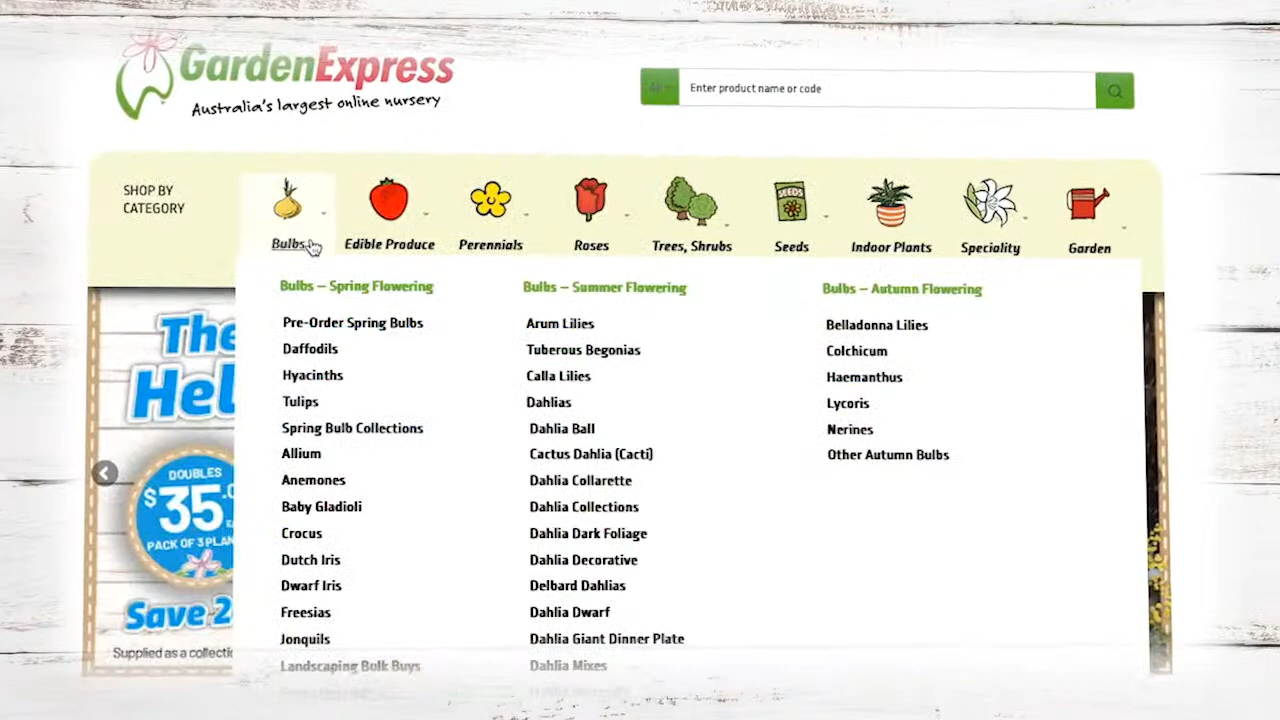 GardenExpress
Australia's largest online nursery
Enter product name or code
SHOP BY
CATEGORY
Bulbs
Edible Produce
Perennials
Roses
Trees, Shrubs
SEEDS
Seeds
Indoor Plants
Speciality
Garden
Bulbs – Spring Flowering
Pre-Order Spring Bulbs
Daffodils
Hyacinths
Tulips
Spring Bulb Collections
Allium
Anemones
Baby Gladioli
Crocus
Dutch Iris
Dwarf Iris
Freesias
Jonquils
Landscaping Bulk Buys
Bulbs – Summer Flowering
Arum Lilies
Tuberous Begonias
Calla Lilies
Dahlias
Dahlia Ball
Cactus Dahlia (Cacti)
Dahlia Collarette
Dahlia Collections
Dahlia Dark Foliage
Dahlia Decorative
Delbard Dahlias
Dahlia Dwarf
Dahlia Giant Dinner Plate
Dahlia Mixes
Bulbs – Autumn Flowering
Belladonna Lilies
Colchicum
Haemanthus
Lycoris
Nerines
Other Autumn Bulbs
The
Hel
DOUBLES
$35.0
PACK OF 3 PLAN
Save 2
Supplied as a collecti